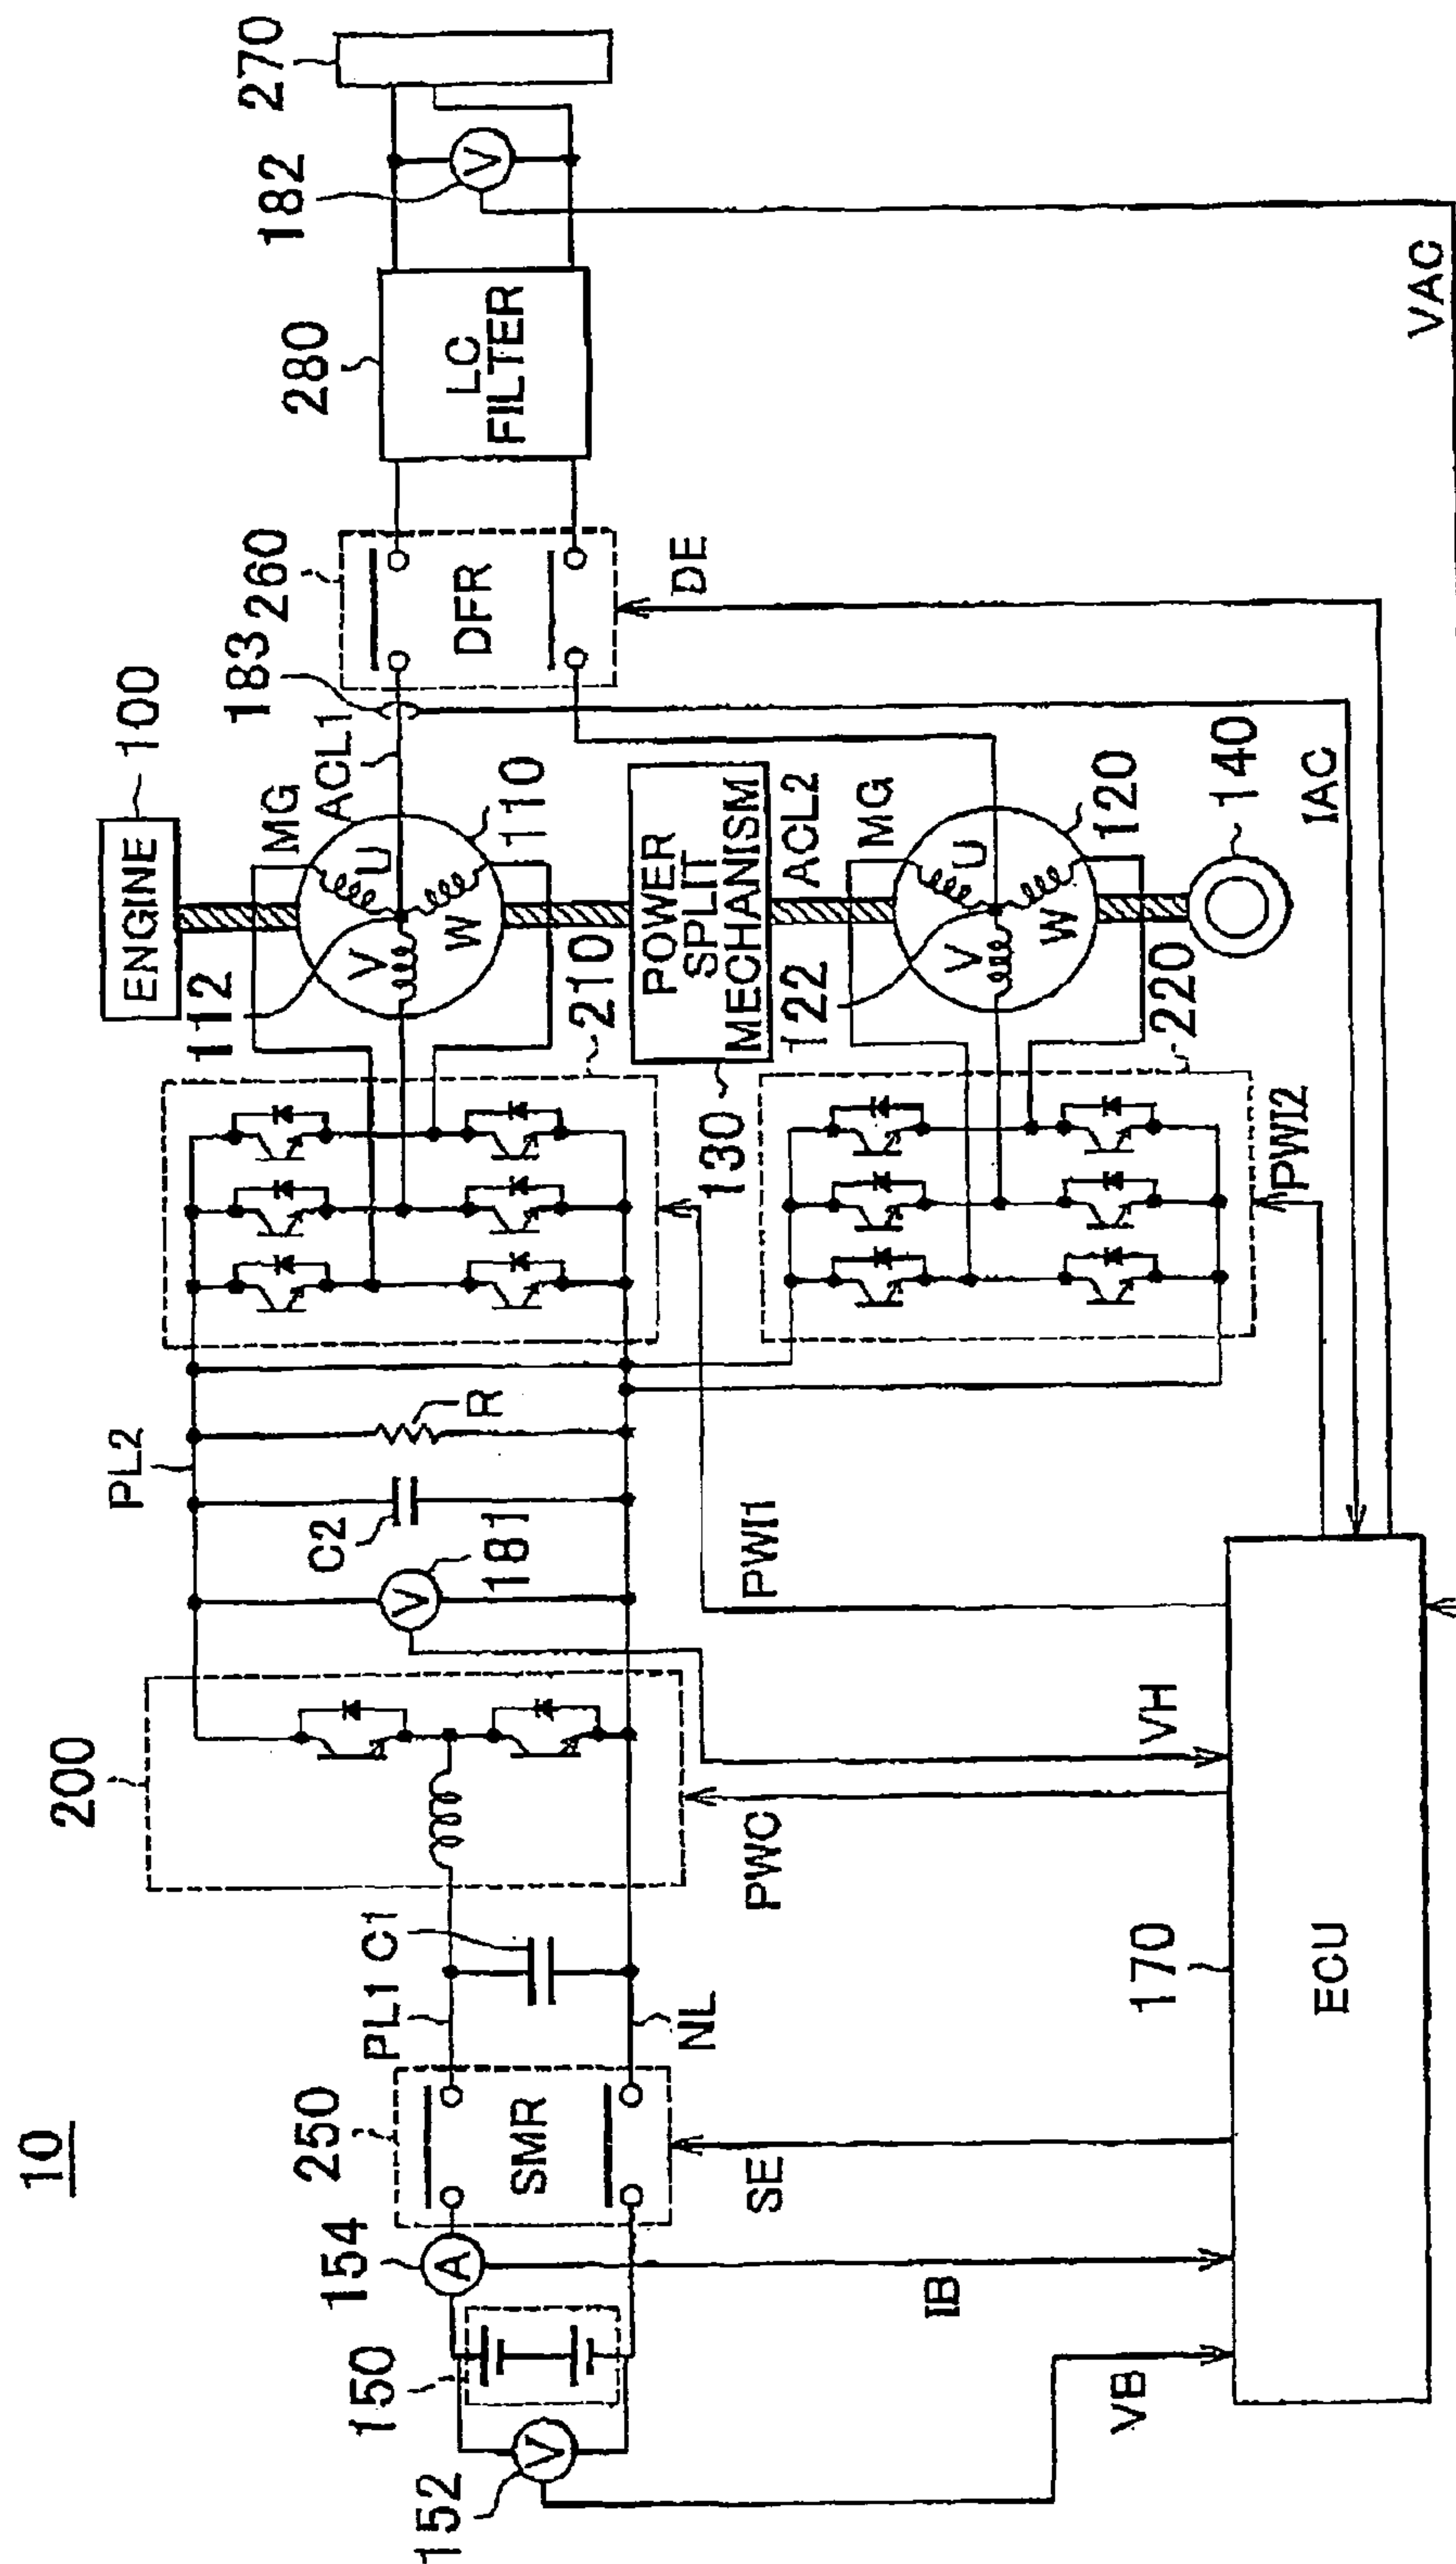 10
152
150
154
250
SMR
PL1
C1
NL
200
PL2
181
C2
R
112
210
ENGINE
100
MG
ACL1
U
V
W
110
183
260
DFR
DE
280
LC
FILTER
182
V
270
VAC
130
POWER
SPLIT
MECHANISM
ACL2
122
MG
U
V
W
120
220
140
IAC
PWI2
PWI1
VH
PWC
SE
IB
VB
170
ECU
V
A
V